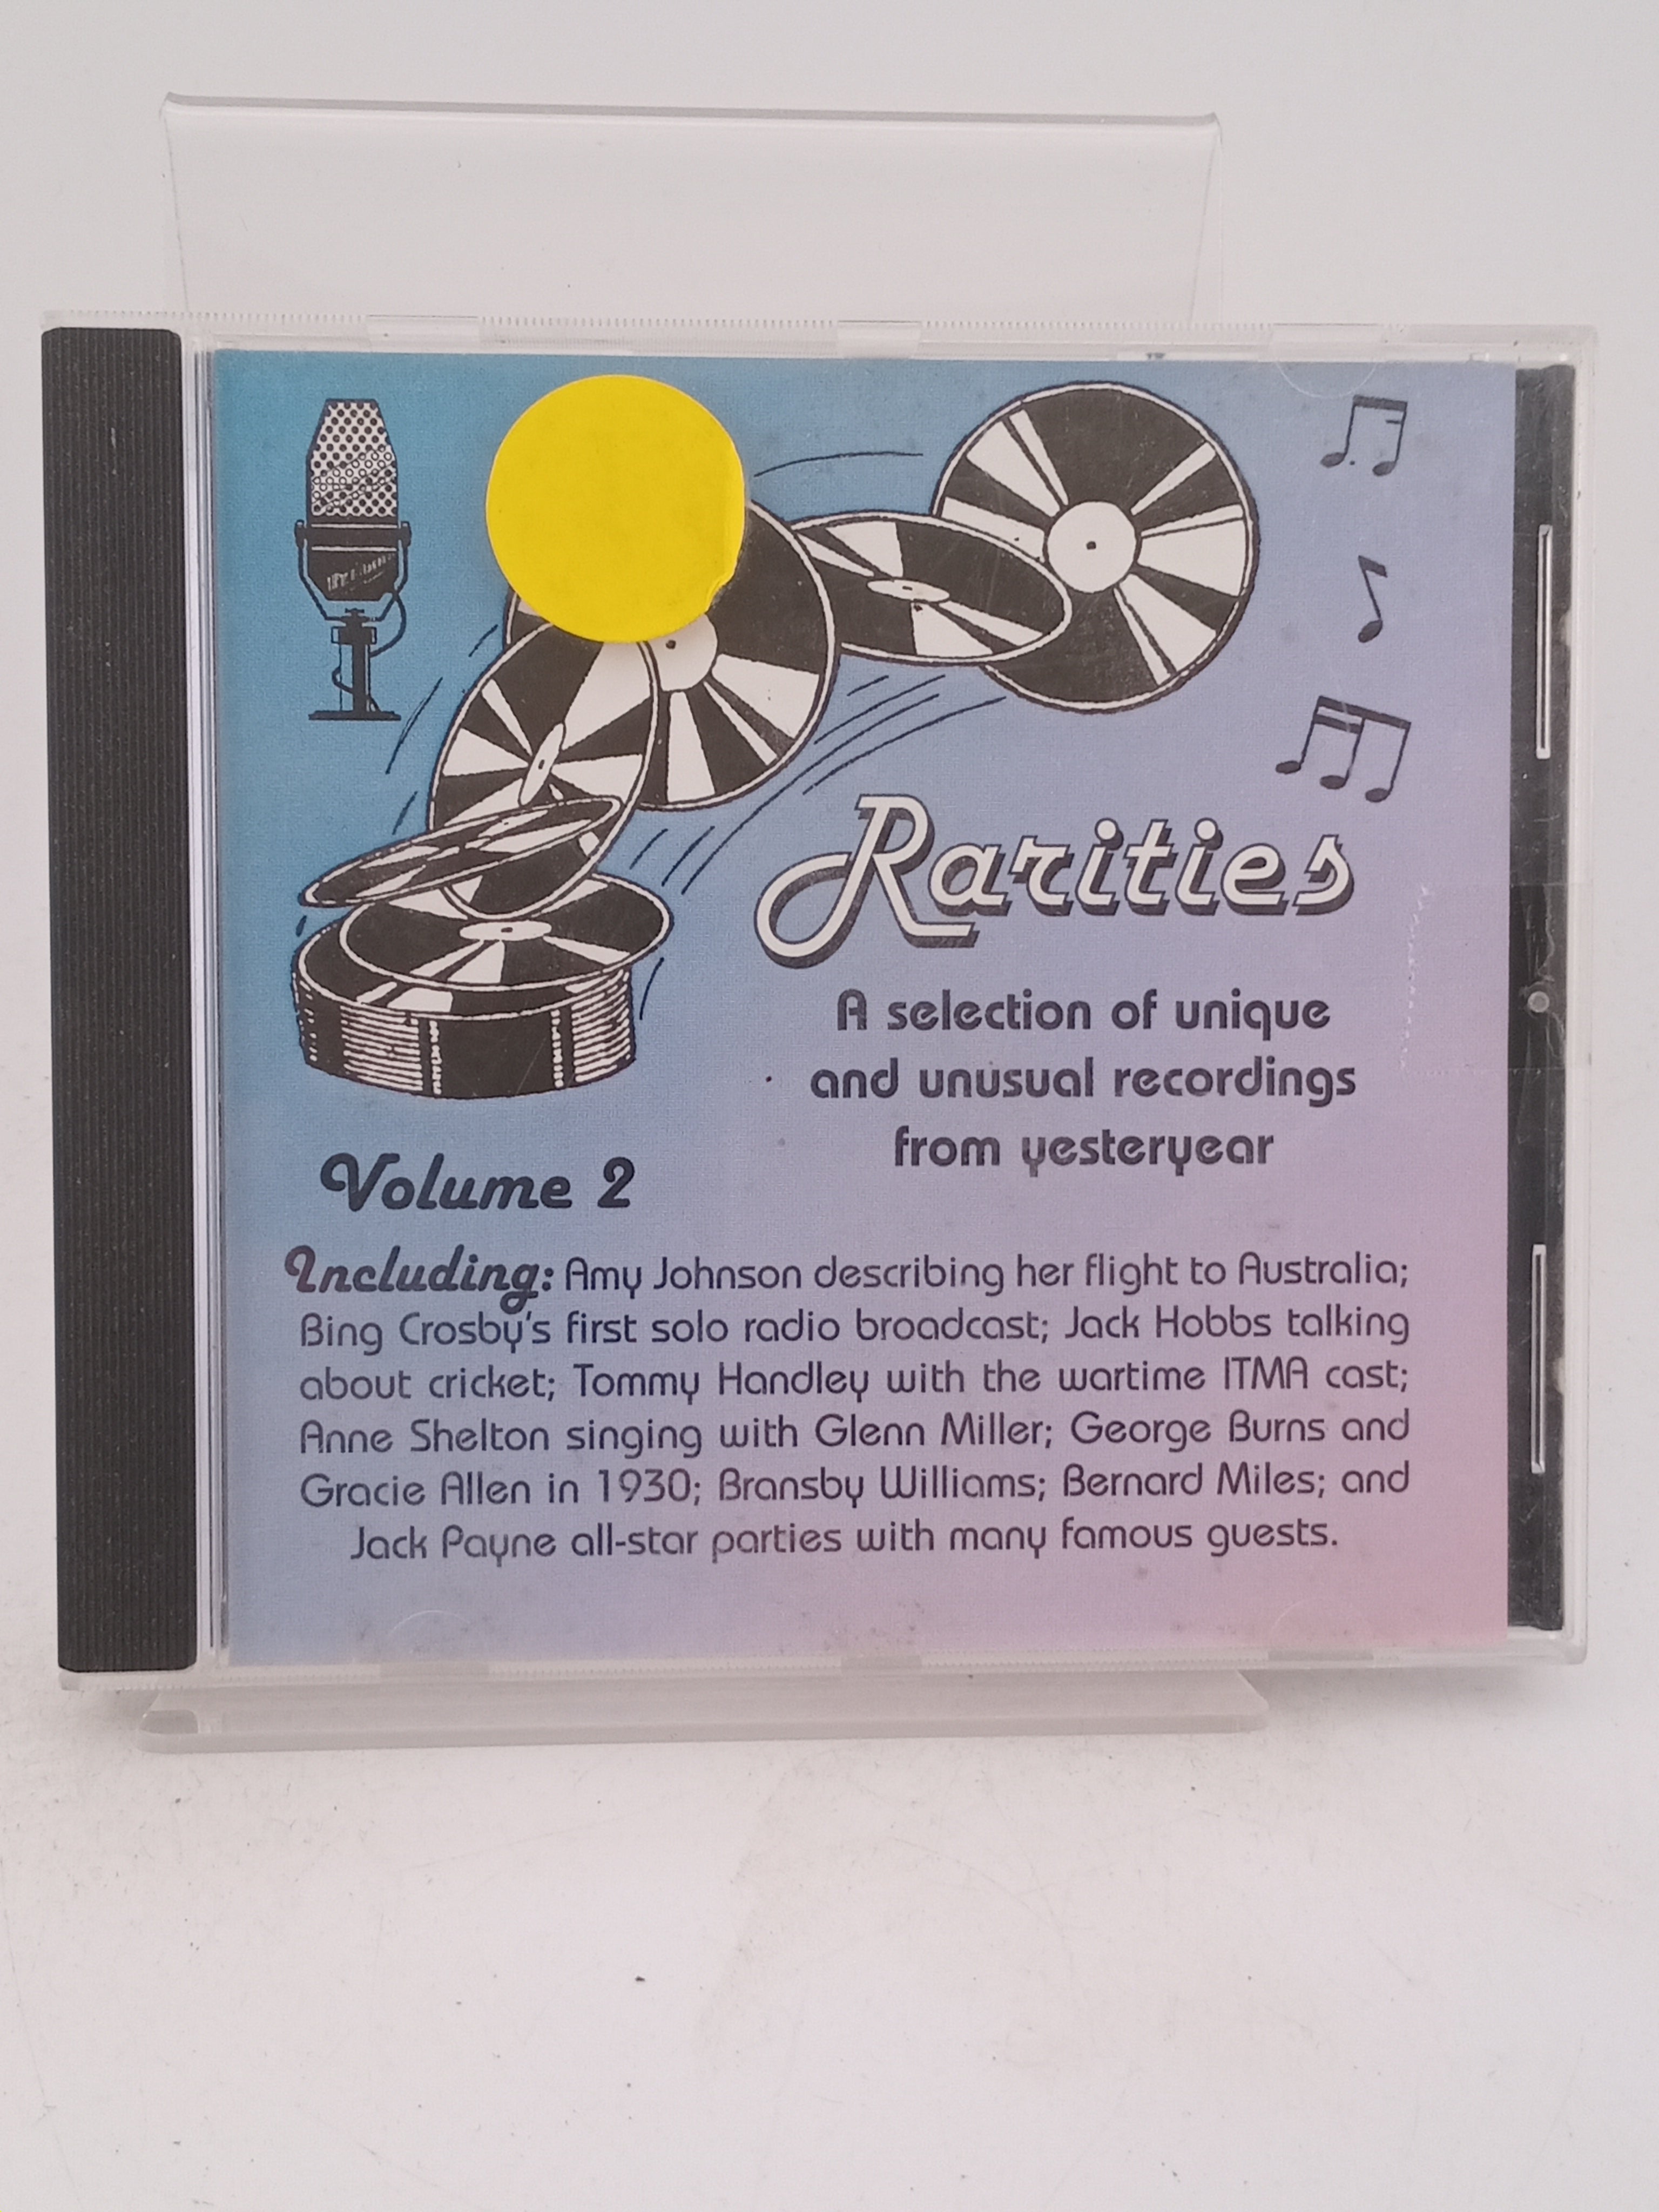 Rarities
A selection of unique
and unusual recordings
from yesteryear
Volume 2
Including: Amy Johnson describing her flight to Australia;
Bing Crosby's first solo radio broadcast; Jack Hobbs talking
about cricket; Tommy Handley with the wartime ITMA cast;
Anne Shelton singing with Glenn Miller; George Burns and
Gracie Allen in 1930; Bransby Williams; Bernard Miles; and
Jack Payne all-star parties with many famous guests.